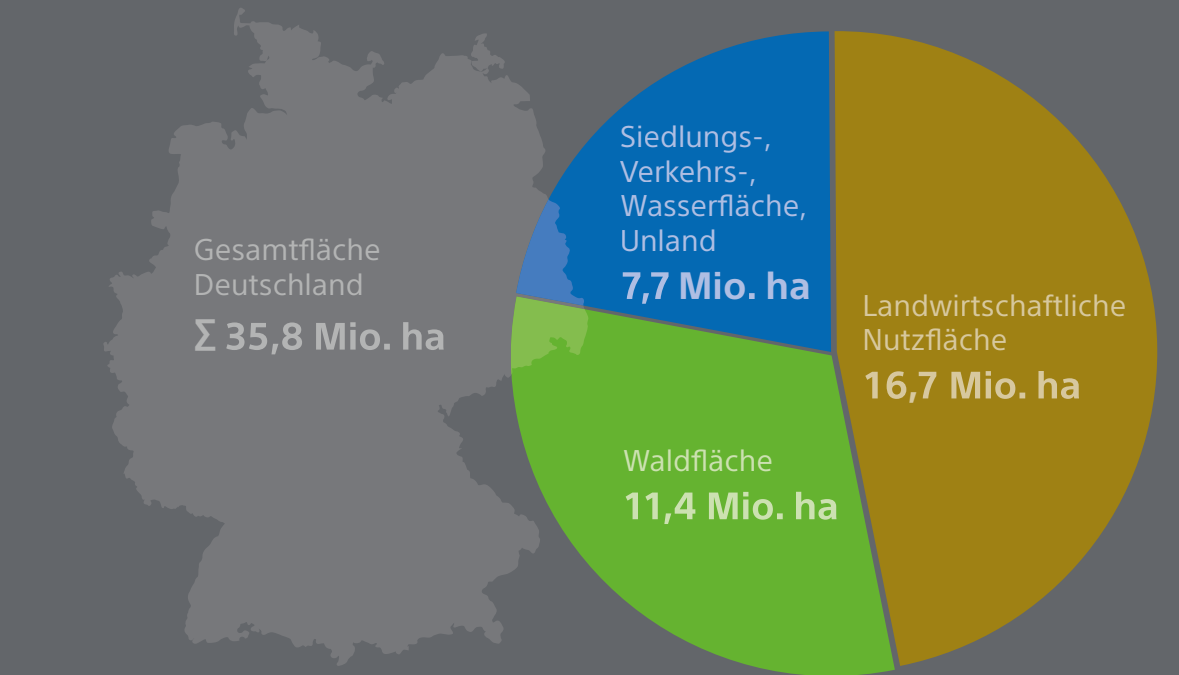 Gesamtfläche
Deutschland
∑ 35,8 Mio. ha
Siedlungs-,
Verkehrs-,
Wasserfläche,
Unland
7,7 Mio. ha
Landwirtschaftliche
Nutzfläche
16,7 Mio. ha
Waldfläche
11,4 Mio. ha